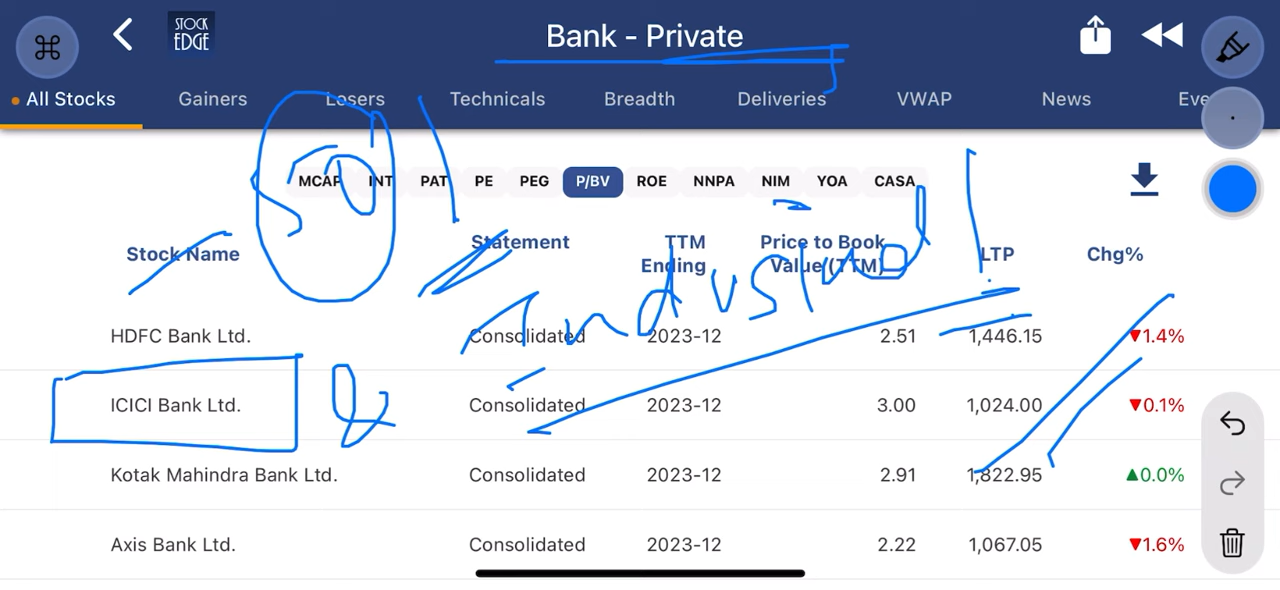 STOCK EDGE
Bank - Private
All Stocks Gainers Losers Technicals Breadth Deliveries VWAP News Eve
50
MCAP INT PAT PE PEG P/BV ROE NNPA NIM YOA CASA
Stock Name Statement TTM Ending Price to Book Value (TTM) LTP Chg%
HDFC Bank Ltd. Consolidated 2023-12 2.51 1,446.15 ▼1.4%
ICICI Bank Ltd. & Consolidated 2023-12 3.00 1,024.00 ▼0.1%
Kotak Mahindra Bank Ltd. Consolidated 2023-12 2.91 1,822.95 ▲0.0%
Axis Bank Ltd. Consolidated 2023-12 2.22 1,067.05 ▼1.6%